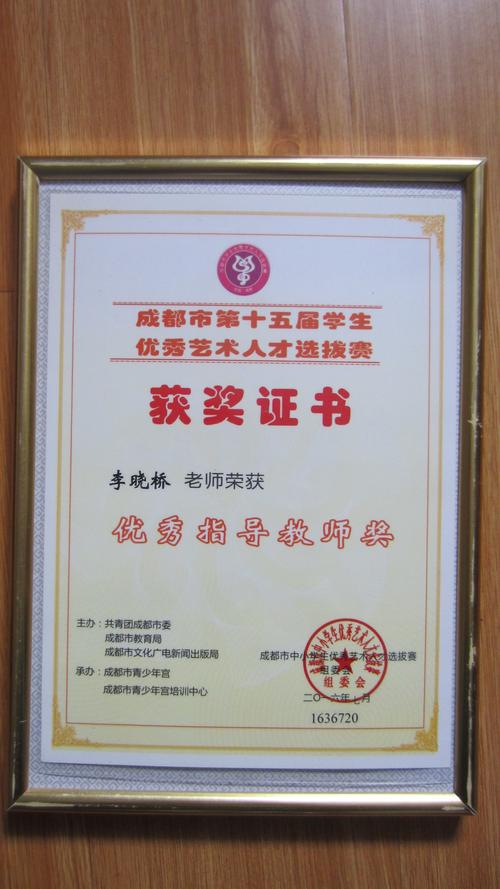 成都市第十五届学生
优秀艺术人才选拔赛
获奖证书
李晓桥 老师荣获
优秀指导教师奖
主办：共青团成都市委
成都市教育局
成都市文化广电新闻出版局
承办：成都市青少年宫
成都市青少年宫培训中心
成都市中小学生优秀艺术人才选拔赛
组委会
组委会
二〇一六年七月
1636720